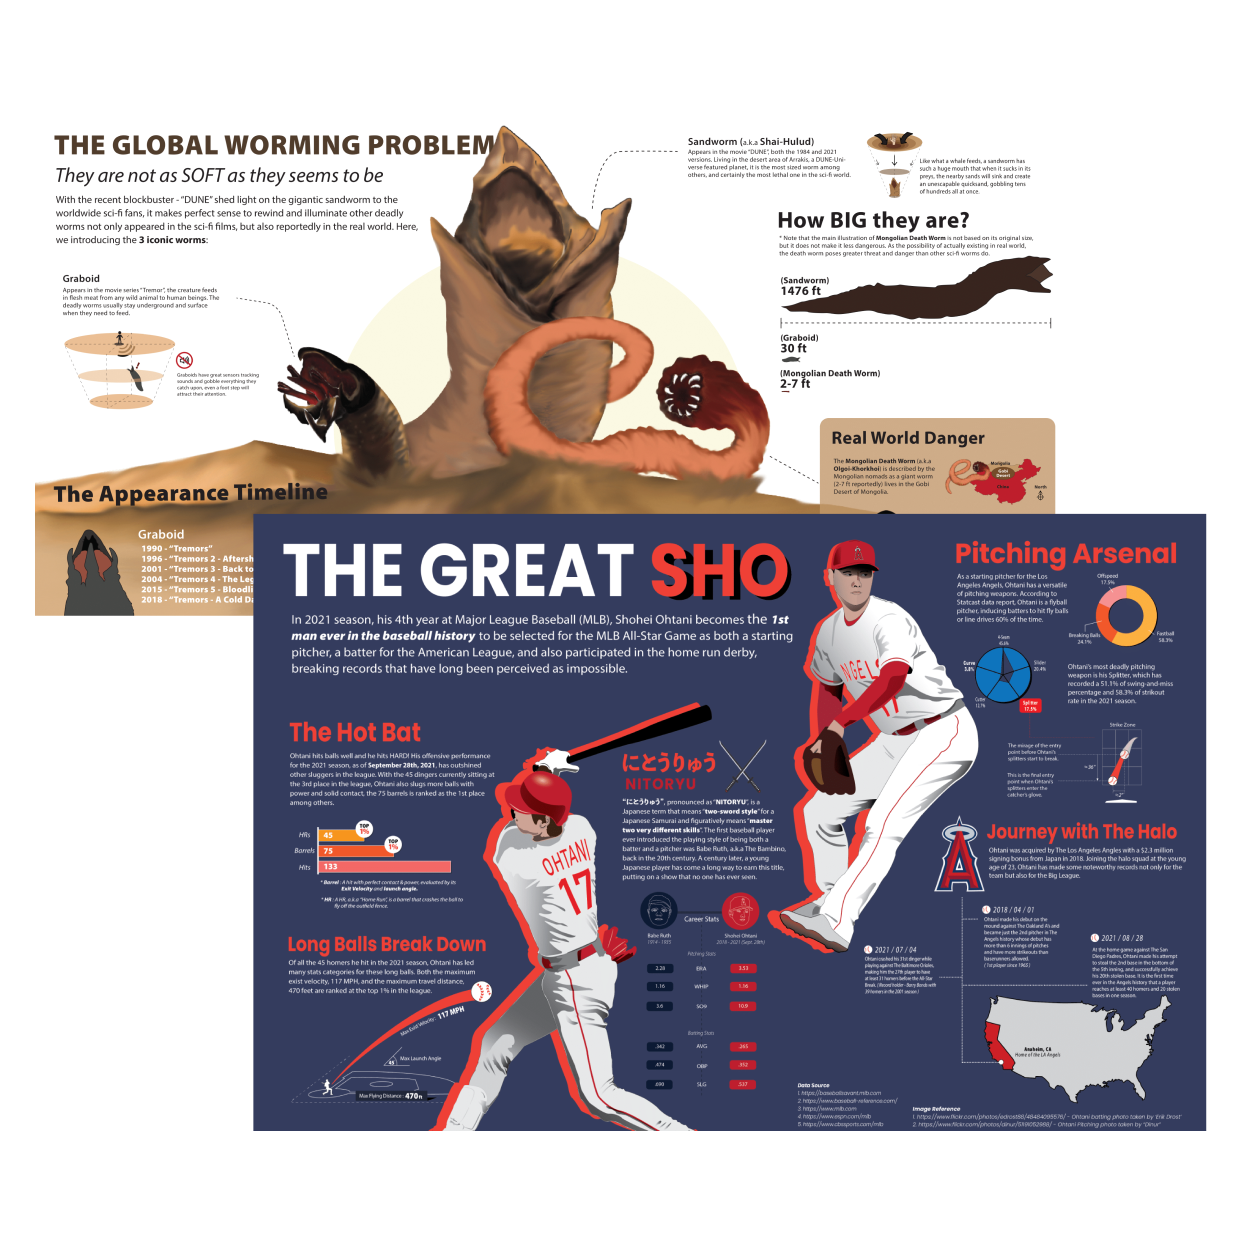 THE GLOBAL WORMING PROBLEM
They are not as SOFT as they seems to be
With the recent blockbuster - "DUNE" shed light on the gigantic sandworm to the
worldwide sci-fi fans, it makes perfect sense to rewind and illuminate other deadly
worms not only appeared in the sci-fi films, but also reportedly in the real world. Here,
we introducing the 3 iconic worms:
Graboid
Appears in the movie series "Tremor", the creature feeds
in flesh meat from any wild animal to human beings. The
deadly worms usually stay underground and surface
when they need to feed.
Graboids have great sensors tracking
sounds and gobble everything they
catch upon, even a foot step will
attract their attention.
Sandworm (a.k.a Shai-Hulud)
Appears in the movie "DUNE", both the 1984 and 2021
versions. Living in the desert area of Arrakis, a DUNE-Uni-
verse featured planet, it is the most sized worm among
others, and certainly the most lethal one in the sci-fi world.
Like what a whale feeds, a sandworm has
such a huge mouth that when it sucks in its
preys, the nearby sands will sink and create
an unescapable quicksand, gobbling tens
of hundreds all at once.
How BIG they are?
* Note that the main illustration of Mongolian Death Worm is not based on its original size,
but it does not make it less dangerous. As the possibility of actually existing in real world,
the death worm poses greater threat and danger than other sci-fi worms do.
(Sandworm)
1476 ft
(Graboid)
30 ft
(Mongolian Death Worm)
2-7 ft
Real World Danger
The Mongolian Death Worm (a.k.a
Olgoi-Khorkhoi) is described by the
Mongolian nomads as a giant worm
(2-7 ft reportedly) lives in the Gobi
Desert of Mongolia.
Mongolia
Gobi
Desert
China
North
The Appearance Timeline
Graboid
1990 - "Tremors"
1996 - "Tremors 2 - Aftersh
2001 - "Tremors 3 - Back to
2004 - "Tremors 4 - The Leg
2015 - "Tremors 5 - Bloodli
2018 - "Tremors - A Cold Da
THE GREAT SHO
In 2021 season, his 4th year at Major League Baseball (MLB), Shohei Ohtani becomes the 1st
man ever in the baseball history to be selected for the MLB All-Star Game as both a starting
pitcher, a batter for the American League, and also participated in the home run derby,
breaking records that have long been perceived as impossible.
The Hot Bat
Ohtani hits balls well and he hits HARD! His offensive performance
for the 2021 season, as of September 28th, 2021, has outshined
other sluggers in the league. With the 45 dingers currently sitting at
the 3rd place in the league, Ohtani also slugs more balls with
power and solid contact, the 75 barrels is ranked as the 1st place
among others.
TOP
1%
HRs 45
TOP
1%
Barrels 75
Hits 133
* Barrel : A hit with perfect contact & power, evaluated by its
Exit Velocity and launch angle.
* HR : A HR, a.k.a "Home Run", is a barrel that crashes the ball to
fly off the outfield fence.
Long Balls Break Down
Of all the 45 homers he hit in the 2021 season, Ohtani has led
many stats categories for these long balls. Both the maximum
exist velocity, 117 MPH, and the maximum travel distance,
470 feet are ranked at the top 1% in the league.
Max Exist Velocity : 117 MPH
45°
Max Launch Angle
Max Flying Distance : 470ft
OHTANI
17
にとうりゅう
NITORYU
"にとうりゅう", pronounced as "NITORYU", is a
Japanese term that means "two-sword style" for a
Japanese Samurai and figuratively means "master
two very different skills". The first baseball player
ever introduced the playing style of being both a
batter and a pitcher was Babe Ruth, a.k.a The Bambino,
back in the 20th century. A century later, a young
Japanese player has come a long way to earn this title,
putting on a show that no one has ever seen.
Career Stats
Babe Ruth
1914 - 1935
Shohei Ohtani
2018 - 2021 (Sept. 28th)
Pitching Stats
2.28 ERA 3.53
1.16 WHIP 1.16
3.6 SO9 10.9
Batting Stats
.342 AVG .265
.474 OBP .352
.690 SLG .537
NGELS
17
Pitching Arsenal
As a starting pitcher for the Los
Angeles Angels, Ohtani has a versatile
of pitching weapons. According to
Statcast data report, Ohtani is a flyball
pitcher, inducing batters to hit fly balls
or line drives 60% of the time.
Offspeed
17.5%
Breaking Balls
24.1%
Fastball
58.3%
4-Seam
45.6%
Curve
3.8%
Slider
20.4%
Cutter
12.7%
Splitter
17.5%
Ohtani's most deadly pitching
weapon is his Splitter, which has
recorded a 51.1% of swing-and-miss
percentage and 58.3% of strikout
rate in the 2021 season.
Strike Zone
The mirage of the entry
point before Ohtani's
splitters start to break.
This is the final entry
point when Ohtani's
splitters enter the
catcher's glove.
Journey with The Halo
Ohtani was acquired by The Los Angeles Angles with a $2.3 million
signing bonus from Japan in 2018. Joining the halo squad at the young
age of 23, Ohtani has made some noteworthy records not only for the
team but also for the Big League.
2018 / 04 / 01
Ohtani made his debut on the
mound against The Oakland A's and
became just the 2nd pitcher in The
Angels history whose debut has
more than 6 innings of pitches
and have more strikeouts than
baserunners allowed.
( 1st player since 1965 )
2021 / 08 / 28
At the home game against The San
Diego Padres, Ohtani made his attempt
to steal the 2nd base in the bottom of
the 5th inning, and successfully achieve
his 20th stolen base. It is the first time
ever in the Angels history that a player
reaches at least 40 homers and 20 stolen
bases in one season.
2021 / 07 / 04
Ohtani crashed his 31st dinger while
playing against The Baltimore Orioles,
making him the 27th player to have
at least 31 homers before the All-Star
Break. ( Record holder - Barry Bonds with
39 homers in the 2001 season )
Anaheim, CA
Home of the LA Angels
Data Source
1. https://baseballsavant.mlb.com
2. https://www.baseball-reference.com/
3. https://www.mlb.com
4. https://www.espn.com/mlb
5. https://www.cbssports.com/mlb
Image Reference